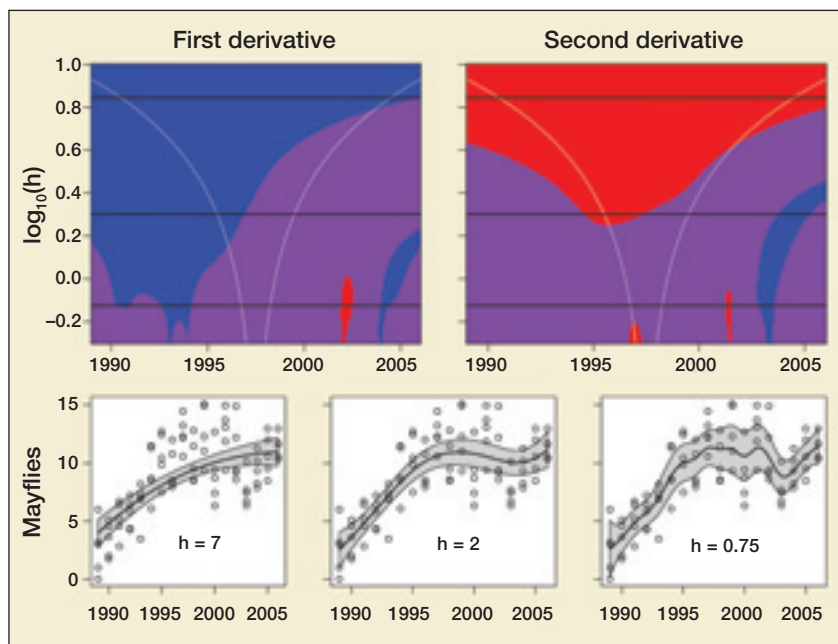 First derivative Second derivative
1.0
0.8
0.6
0.4
0.2
0.0
−0.2
log10(h)
1990 1995 2000 2005 1990 1995 2000 2005
15
10
5
0
Mayflies
h = 7 h = 2 h = 0.75
1990 1995 2000 2005 1990 1995 2000 2005 1990 1995 2000 2005